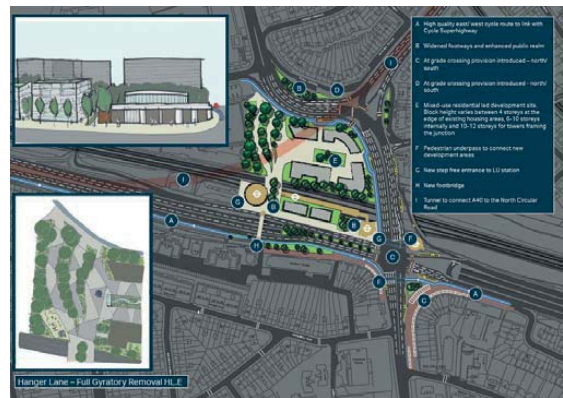 A High quality east/ west cycle route to link with
Cycle Superhighway
B Widened footways and enhanced public realm
C At grade crossing provision introduced – north/
south
D At grade crossing provision introduced - north/
south
E Mixed-use residential led development site.
Block height varies between 4 storeys at the
edge of existing housing areas, 6-10 storeys
internally and 10-12 storeys for towers framing
the junction
F Pedestrian underpass to connect new
development areas
G New step free entrance to LU station
H New footbridge
I Tunnel to connect A40 to the North Circular
Road
I
B
D
E
I
G
B
A
H
B
G
F
C
F
A
G
Hanger Lane – Full Gyratory Removal HL.E